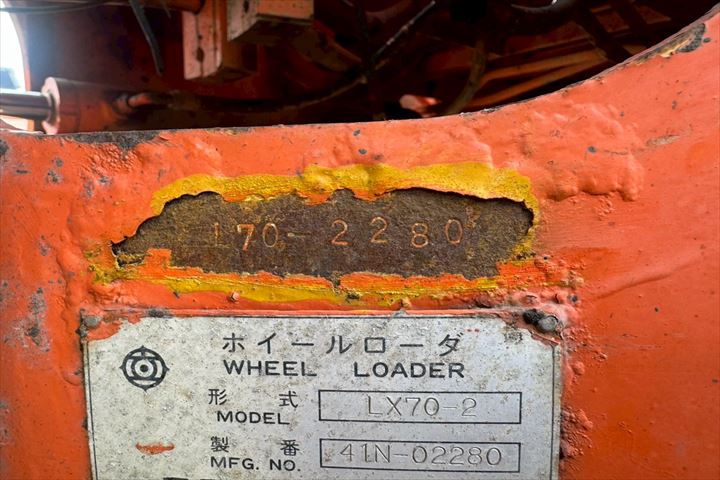 170-2280
ホイールローダ
WHEEL LOADER
形式 LX70-2
MODEL
製番 41N-02280
MFG. NO.